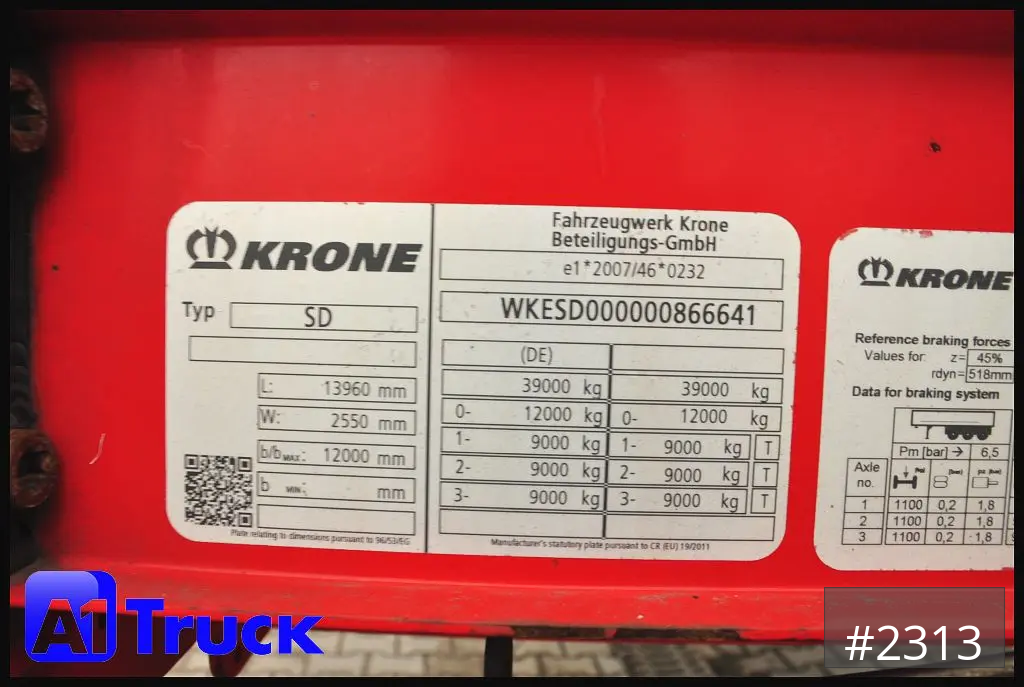 KRONE
Typ SD
L: 13960 mm
W: 2550 mm
b/b MAX: 12000 mm
b MIN: mm
Plate relating to dimensions pursuant to 96/53/EG
Fahrzeugwerk Krone
Beteiligungs-GmbH
e1*2007/46*0232
WKESD000000866641
(DE)
39000 kg 39000 kg
0- 12000 kg 0- 12000 kg
1- 9000 kg 1- 9000 kg T
2- 9000 kg 2- 9000 kg T
3- 9000 kg 3- 9000 kg T
Manufacturer's statutory plate pursuant to CR (EU) 19/2011
KRONE
Reference braking forces
Values for: z= 45%
rdyn= 518mm
Data for braking system
Pm [bar] → 6,5
Axle no.
1 1100 0,2 1,8
2 1100 0,2 1,8
3 1100 0,2 1,8
A1 Truck
#2313